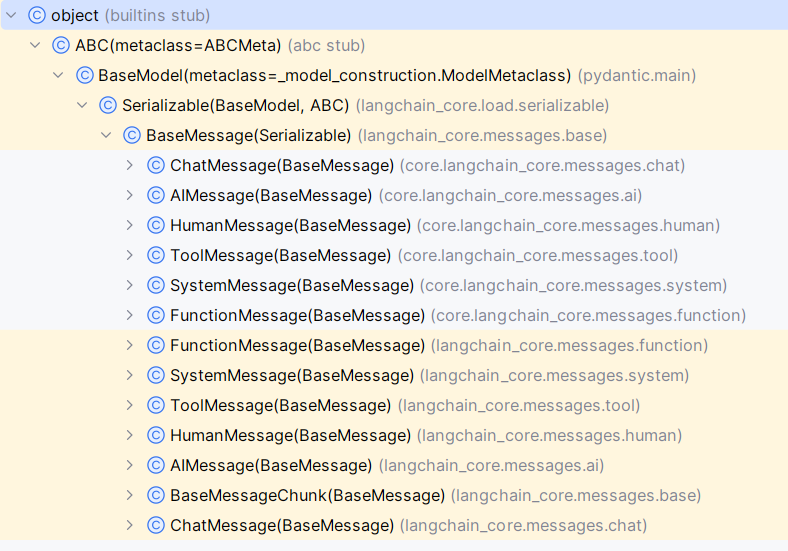 object (builtins stub)
ABC(metaclass=ABCMeta) (abc stub)
BaseModel(metaclass=_model_construction.ModelMetaclass) (pydantic.main)
Serializable(BaseModel, ABC) (langchain_core.load.serializable)
BaseMessage(Serializable) (langchain_core.messages.base)
ChatMessage(BaseMessage) (core.langchain_core.messages.chat)
AIMessage(BaseMessage) (core.langchain_core.messages.ai)
HumanMessage(BaseMessage) (core.langchain_core.messages.human)
ToolMessage(BaseMessage) (core.langchain_core.messages.tool)
SystemMessage(BaseMessage) (core.langchain_core.messages.system)
FunctionMessage(BaseMessage) (core.langchain_core.messages.function)
FunctionMessage(BaseMessage) (langchain_core.messages.function)
SystemMessage(BaseMessage) (langchain_core.messages.system)
ToolMessage(BaseMessage) (langchain_core.messages.tool)
HumanMessage(BaseMessage) (langchain_core.messages.human)
AIMessage(BaseMessage) (langchain_core.messages.ai)
BaseMessageChunk(BaseMessage) (langchain_core.messages.base)
ChatMessage(BaseMessage) (langchain_core.messages.chat)